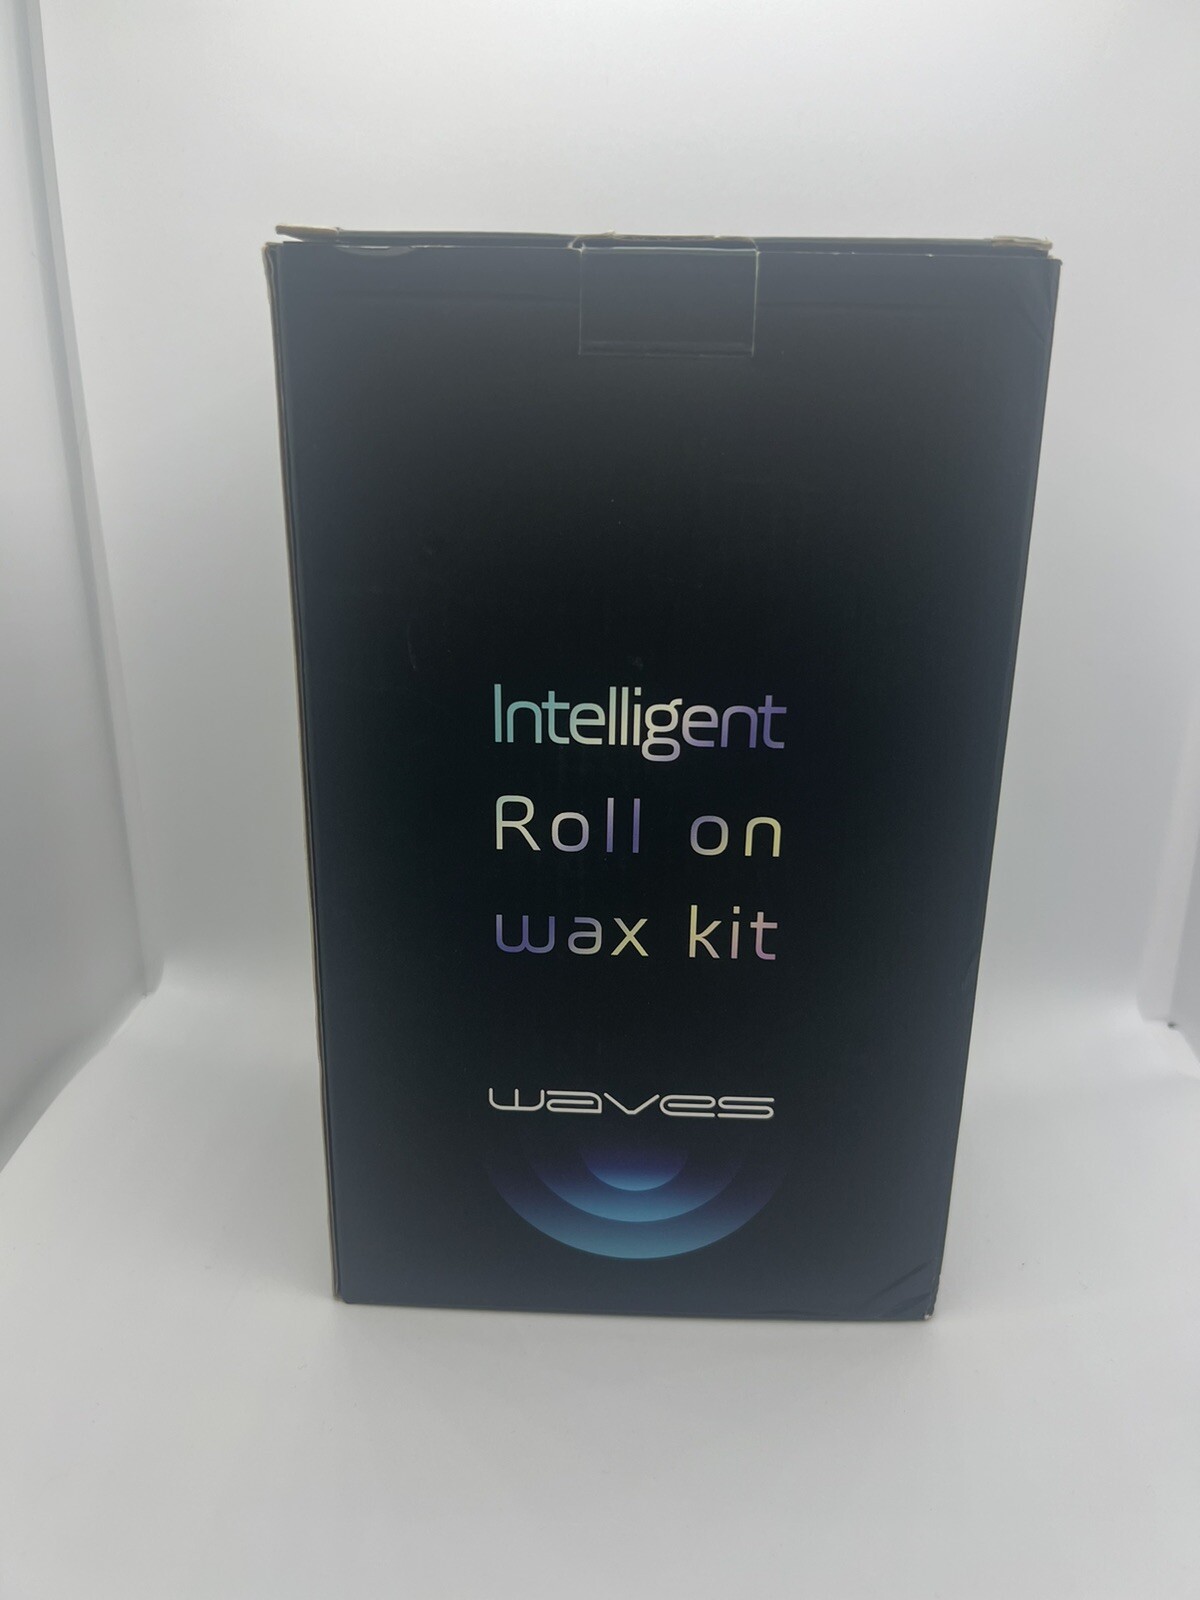 Intelligent
Roll on
wax kit
waves